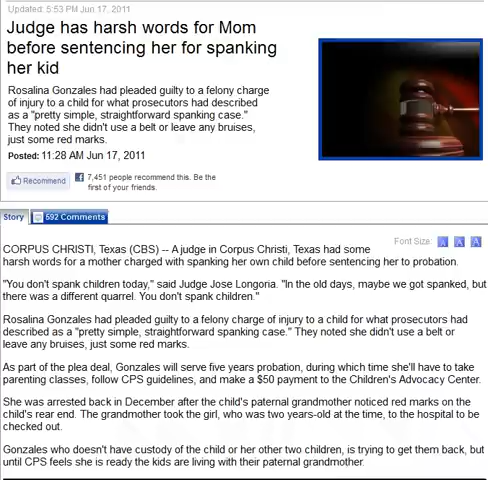 Updated: 5:53 PM Jun 17, 2011
Judge has harsh words for Mom
before sentencing her for spanking
her kid
Rosalina Gonzales had pleaded guilty to a felony charge
of injury to a child for what prosecutors had described
as a "pretty simple, straightforward spanking case."
They noted she didn't use a belt or leave any bruises,
just some red marks.
Posted: 11:28 AM Jun 17, 2011
Recommend
7,451 people recommend this. Be the
first of your friends.
Story
592 Comments
Font Size: A A A
CORPUS CHRISTI, Texas (CBS) -- A judge in Corpus Christi, Texas had some
harsh words for a mother charged with spanking her own child before sentencing her to probation.
"You don't spank children today," said Judge Jose Longoria. "In the old days, maybe we got spanked, but
there was a different quarrel. You don't spank children."
Rosalina Gonzales had pleaded guilty to a felony charge of injury to a child for what prosecutors had
described as a "pretty simple, straightforward spanking case." They noted she didn't use a belt or
leave any bruises, just some red marks.
As part of the plea deal, Gonzales will serve five years probation, during which time she'll have to take
parenting classes, follow CPS guidelines, and make a $50 payment to the Children's Advocacy Center.
She was arrested back in December after the child's paternal grandmother noticed red marks on the
child's rear end. The grandmother took the girl, who was two years-old at the time, to the hospital to be
checked out.
Gonzales who doesn't have custody of the child or her other two children, is trying to get them back, but
until CPS feels she is ready the kids are living with their paternal grandmother.